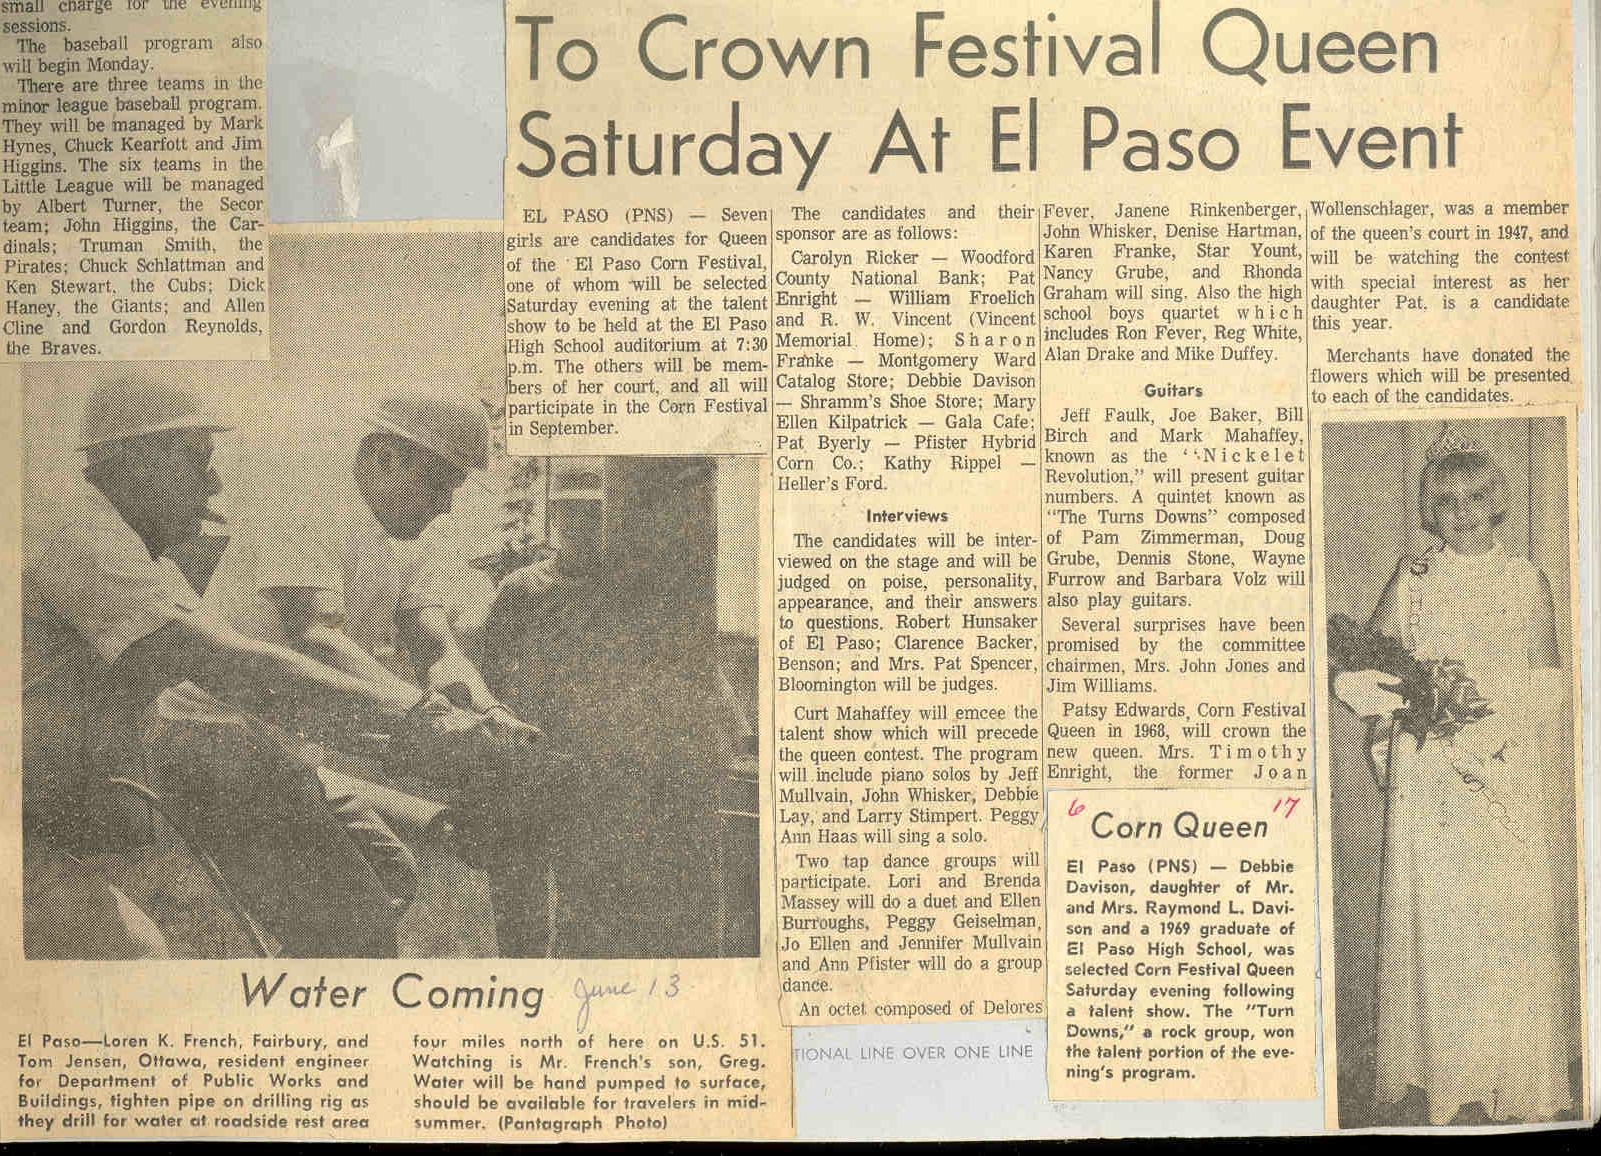 small charge for the evening
sessions.
The baseball program also
will begin Monday.
There are three teams in the
minor league baseball program.
They will be managed by Mark
Hynes, Chuck Kearfott and Jim
Higgins. The six teams in the
Little League will be managed
by Albert Turner, the Secor
team; John Higgins, the Car-
dinals; Truman Smith, the
Pirates; Chuck Schlattman and
Ken Stewart, the Cubs; Dick
Haney, the Giants; and Allen
Cline and Gordon Reynolds,
the Braves.
To Crown Festival Queen
Saturday At El Paso Event
EL PASO (PNS) — Seven
girls are candidates for Queen
of the El Paso Corn Festival,
one of whom will be selected
Saturday evening at the talent
show to be held at the El Paso
High School auditorium at 7:30
p.m. The others will be mem-
bers of her court, and all will
participate in the Corn Festival
in September.
The candidates and their
sponsor are as follows:
Carolyn Ricker — Woodford
County National Bank; Pat
Enright — William Froelich
and R. W. Vincent (Vincent
Memorial Home); Sharon
Franke — Montgomery Ward
Catalog Store; Debbie Davison
— Shramm's Shoe Store; Mary
Ellen Kilpatrick — Gala Cafe;
Pat Byerly — Pfister Hybrid
Corn Co.; Kathy Rippel —
Heller's Ford.
Interviews
The candidates will be inter-
viewed on the stage and will be
judged on poise, personality,
appearance, and their answers
to questions. Robert Hunsaker
of El Paso; Clarence Backer,
Benson; and Mrs. Pat Spencer,
Bloomington will be judges.
Curt Mahaffey will emcee the
talent show which will precede
the queen contest. The program
will include piano solos by Jeff
Mullvain, John Whisker, Debbie
Lay, and Larry Stimpert. Peggy
Ann Haas will sing a solo.
Two tap dance groups will
participate. Lori and Brenda
Massey will do a duet and Ellen
Burroughs, Peggy Geiselman,
Jo Ellen and Jennifer Mullvain
and Ann Pfister will do a group
dance.
An octet composed of Delores
Fever, Janene Rinkenberger,
John Whisker, Denise Hartman,
Karen Franke, Star Yount,
Nancy Grube, and Rhonda
Graham will sing. Also the high
school boys quartet which
includes Ron Fever, Reg White,
Alan Drake and Mike Duffey.
Guitars
Jeff Faulk, Joe Baker, Bill
Birch and Mark Mahaffey,
known as the "Nickelet
Revolution," will present guitar
numbers. A quintet known as
"The Turns Downs" composed
of Pam Zimmerman, Doug
Grube, Dennis Stone, Wayne
Furrow and Barbara Volz will
also play guitars.
Several surprises have been
promised by the committee
chairmen, Mrs. John Jones and
Jim Williams.
Patsy Edwards, Corn Festival
Queen in 1968, will crown the
new queen. Mrs. Timothy
Enright, the former Joan
Wollenschlager, was a member
of the queen's court in 1947, and
will be watching the contest
with special interest as her
daughter Pat, is a candidate
this year.
Merchants have donated the
flowers which will be presented
to each of the candidates.
Water Coming June 13
El Paso—Loren K. French, Fairbury, and
Tom Jensen, Ottawa, resident engineer
for Department of Public Works and
Buildings, tighten pipe on drilling rig as
they drill for water at roadside rest area
four miles north of here on U.S. 51.
Watching is Mr. French's son, Greg.
Water will be hand pumped to surface,
should be available for travelers in mid-
summer. (Pantagraph Photo)
TIONAL LINE OVER ONE LINE
6 17
Corn Queen
El Paso (PNS) — Debbie
Davison, daughter of Mr.
and Mrs. Raymond L. Davi-
son and a 1969 graduate of
El Paso High School, was
selected Corn Festival Queen
Saturday evening following
a talent show. The "Turn
Downs," a rock group, won
the talent portion of the eve-
ning's program.